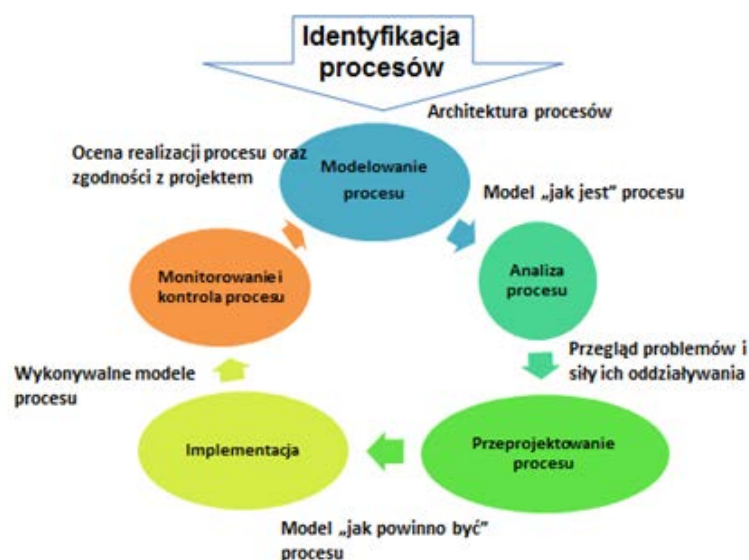 Identyfikacja
procesów
Architektura procesów
Ocena realizacji procesu oraz
zgodności z projektem
Modelowanie
procesu
Model „jak jest” procesu
Monitorowanie i
kontrola procesu
Analiza
procesu
Przegląd problemów i
siły ich oddziaływania
Wykonywalne modele
procesu
Implementacja
Przeprojektowanie
procesu
Model „jak powinno być”
procesu